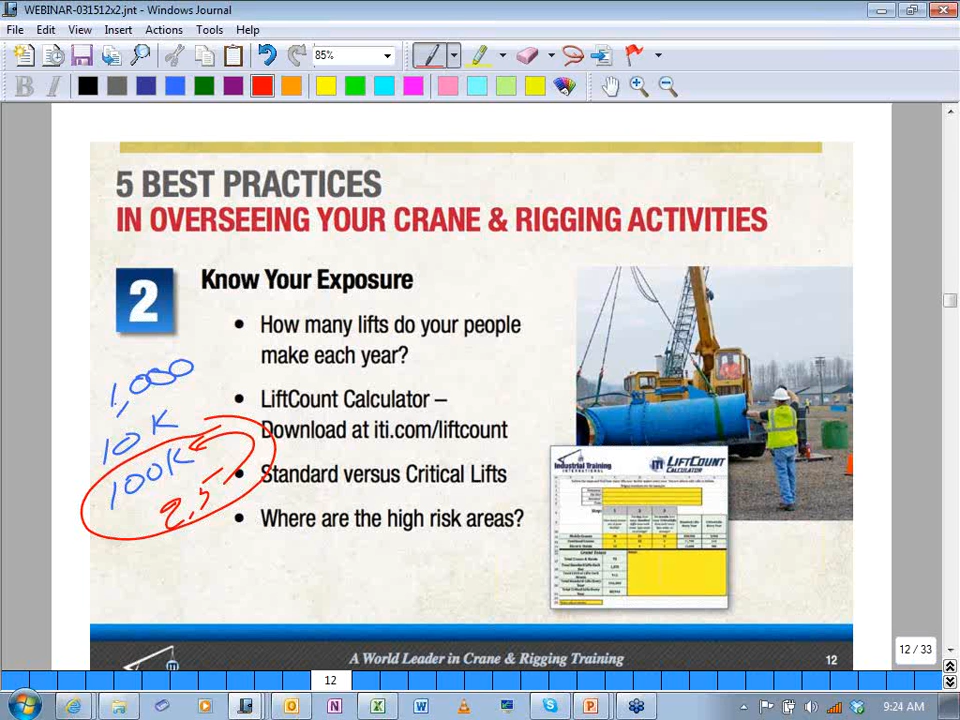 WEBINAR-031512x2.jnt - Windows Journal
File Edit View Insert Actions Tools Help
85%
5 BEST PRACTICES
IN OVERSEEING YOUR CRANE & RIGGING ACTIVITIES
2
Know Your Exposure
• How many lifts do your people
make each year?
• LiftCount Calculator –
Download at iti.com/liftcount
• Standard versus Critical Lifts
• Where are the high risk areas?
1,000
10K
100K
2.5
Industrial Training
INTERNATIONAL
LIFTCOUNT
CALCULATOR
A World Leader in Crane & Rigging Training
12
12 / 33
12
9:24 AM